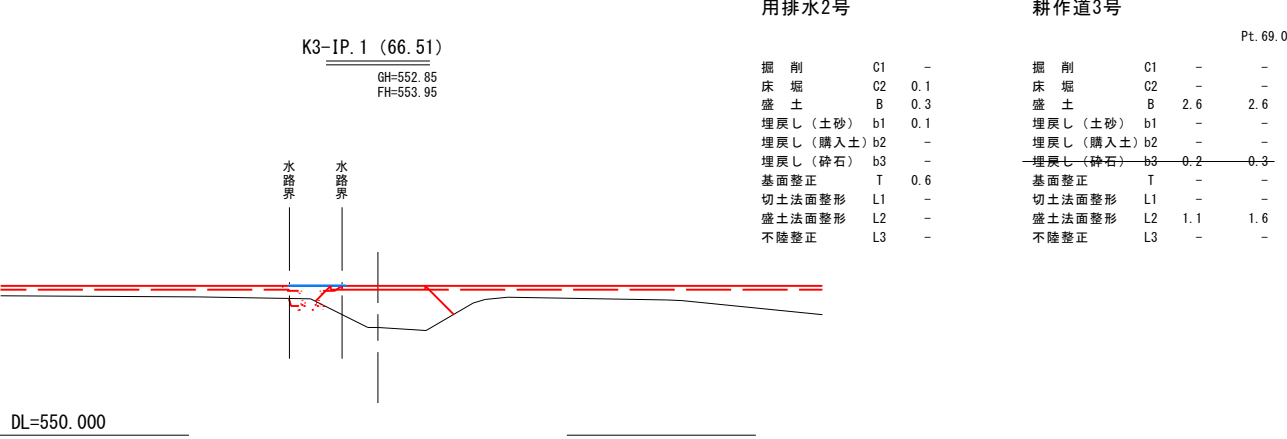 用排水2号
耕作道3号
K3-IP.1 (66.51)
Pt.69.0
GH=552.85
FH=553.95
掘 削 C1 -
床 堀 C2 0.1
盛 土 B 0.3
埋戻し（土砂） b1 0.1
埋戻し（購入土） b2 -
埋戻し（砕石） b3 -
基面整正 T 0.6
切土法面整形 L1 -
盛土法面整形 L2 -
不陸整正 L3 -
掘 削 C1 - -
床 堀 C2 - -
盛 土 B 2.6 2.6
埋戻し（土砂） b1 - -
埋戻し（購入土） b2 - -
埋戻し（砕石） b3 0.2 0.3
基面整正 T - -
切土法面整形 L1 - -
盛土法面整形 L2 1.1 1.6
不陸整正 L3 - -
水路界
水路界
DL=550.000